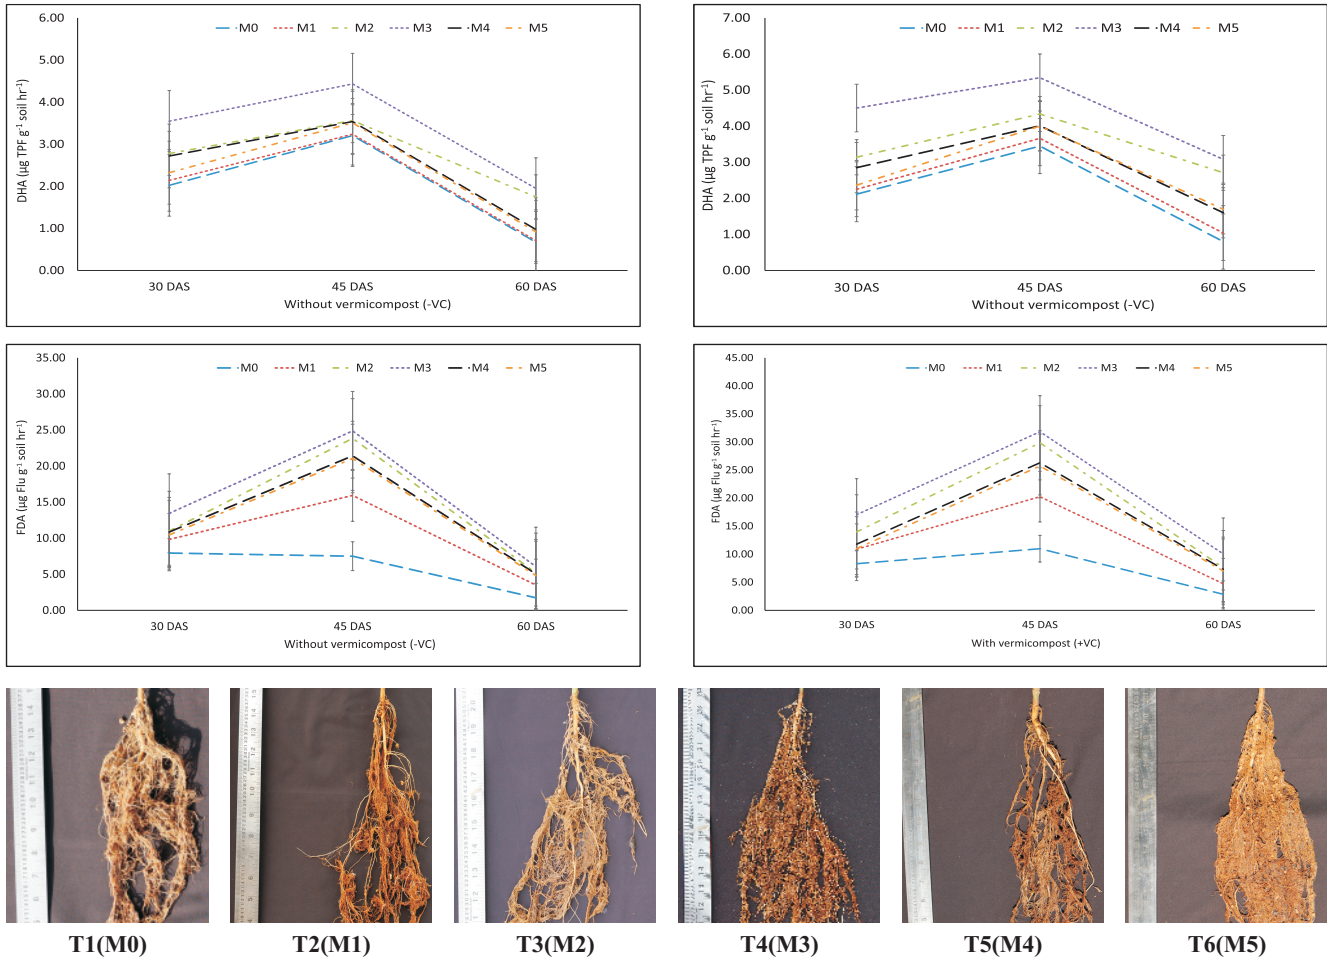 M0 M1 M2 M3 M4 M5
6.00
5.00
4.00
3.00
2.00
1.00
0.00
DHA (µg TPF g⁻¹ soil hr⁻¹)
30 DAS 45 DAS 60 DAS
Without vermicompost (-VC)
M0 M1 M2 M3 M4 M5
7.00
6.00
5.00
4.00
3.00
2.00
1.00
0.00
DHA (µg TPF g⁻¹ soil hr⁻¹)
30 DAS 45 DAS 60 DAS
Without vermicompost (-VC)
M0 M1 M2 M3 M4 M5
35.00
30.00
25.00
20.00
15.00
10.00
5.00
0.00
FDA (µg Flu g⁻¹ soil hr⁻¹)
30 DAS 45 DAS 60 DAS
Without vermicompost (-VC)
M0 M1 M2 M3 M4 M5
45.00
40.00
35.00
30.00
25.00
20.00
15.00
10.00
5.00
0.00
FDA (µg Flu g⁻¹ soil hr⁻¹)
30 DAS 45 DAS 60 DAS
With vermicompost (+VC)
T1(M0) T2(M1) T3(M2) T4(M3) T5(M4) T6(M5)